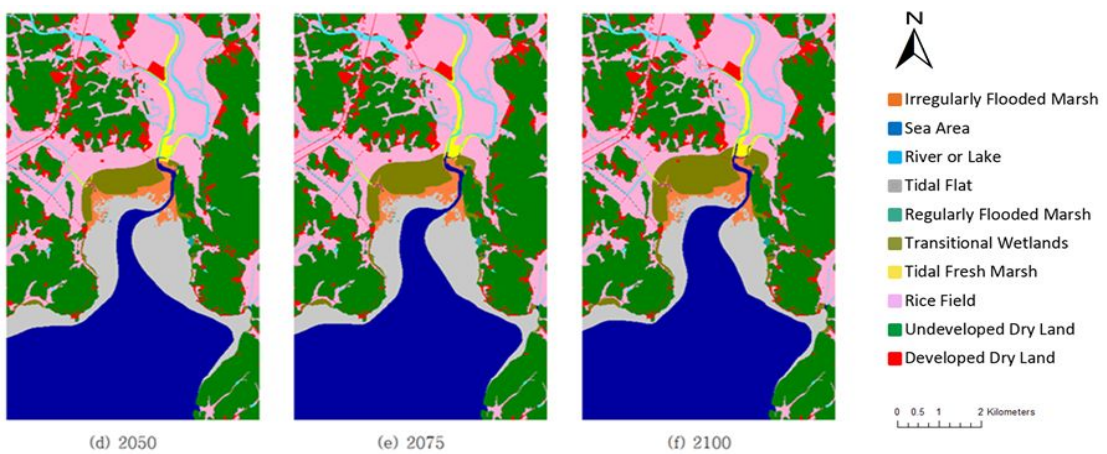 N
Irregularly Flooded Marsh
Sea Area
River or Lake
Tidal Flat
Regularly Flooded Marsh
Transitional Wetlands
Tidal Fresh Marsh
Rice Field
Undeveloped Dry Land
Developed Dry Land
0 0.5 1 2 Kilometers
(d) 2050 (e) 2075 (f) 2100